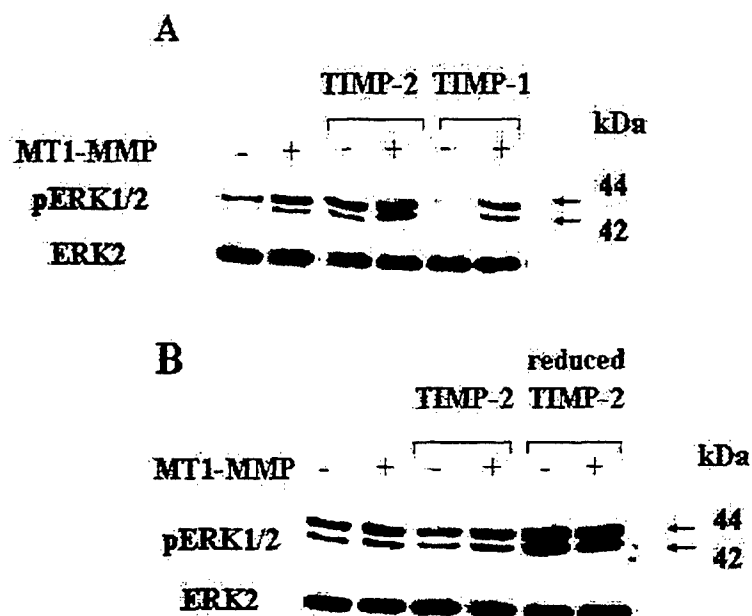 A
TIMP-2 TIMP-1
kDa
MT1-MMP - + - + - +
pERK1/2 44
42
ERK2
B
reduced
TIMP-2 TIMP-2
MT1-MMP - + - + - + kDa
pERK1/2 44
42
ERK2